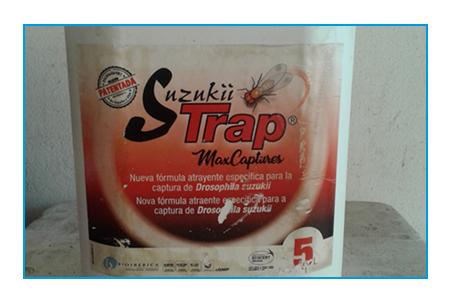 PATENTADA
Suzukii
Trap®
MaxCaptures
Nueva fórmula atrayente específica para la
captura de Drosophila suzukii
Nova fórmula atraente específica para a
captura de Drosophila suzukii
BIOIBERICA
5